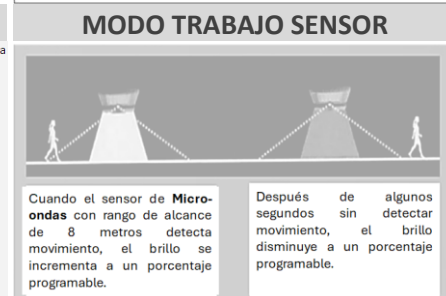 MODO TRABAJO SENSOR
a
Cuando el sensor de Micro-
ondas con rango de alcance
de 8 metros detecta
movimiento, el brillo se
incrementa a un porcentaje
programable.
Después de algunos
segundos sin detectar
movimiento, el brillo
disminuye a un porcentaje
programable.